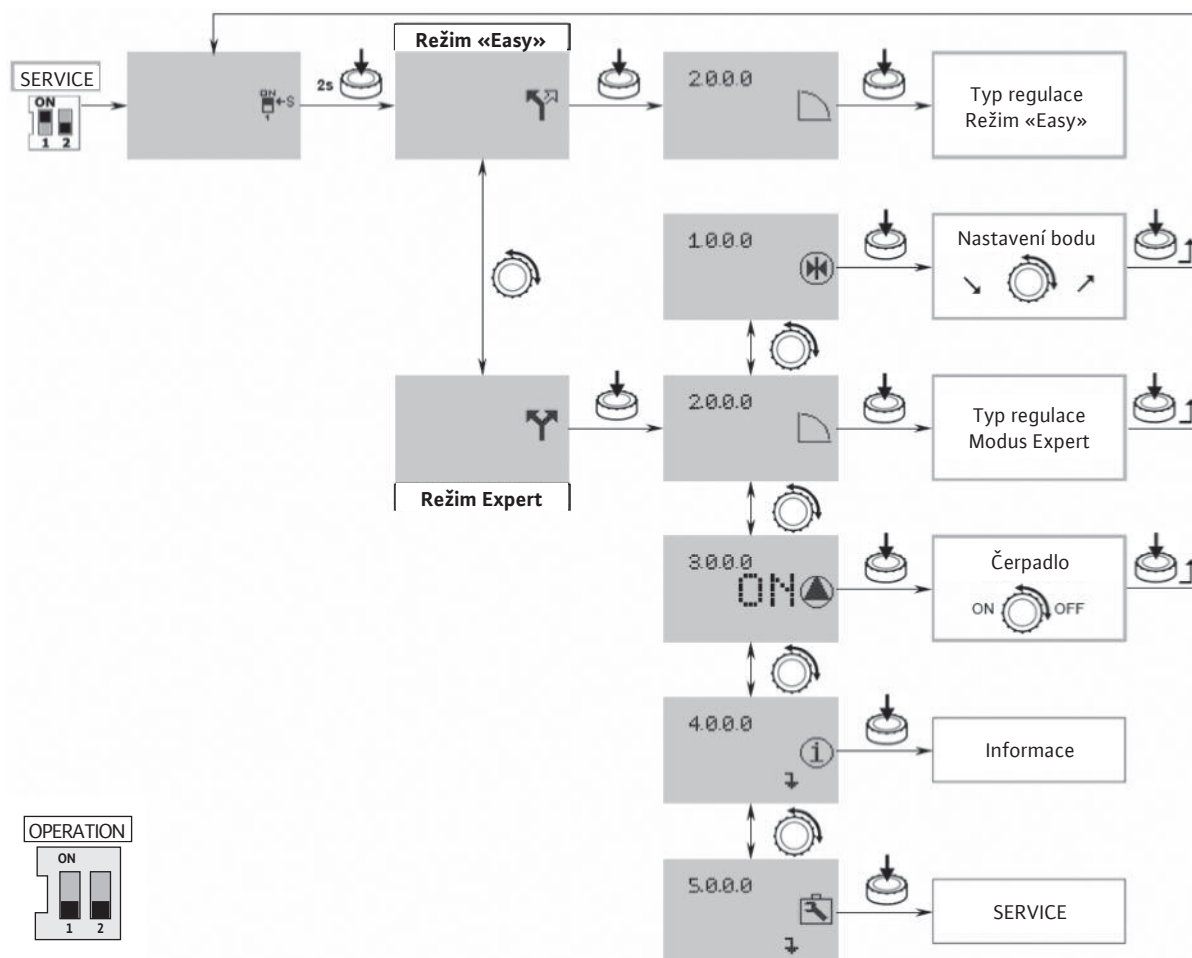 Režim «Easy»
SERVICE
ON
1 2
ON
S
1
2s
2.0.0.0
Typ regulace
Režim «Easy»
1.0.0.0
Nastavení bodu
Režim Expert
2.0.0.0
Typ regulace
Modus Expert
3.0.0.0
ON
Čerpadlo
ON OFF
4.0.0.0
i
Informace
OPERATION
ON
1 2
5.0.0.0
SERVICE